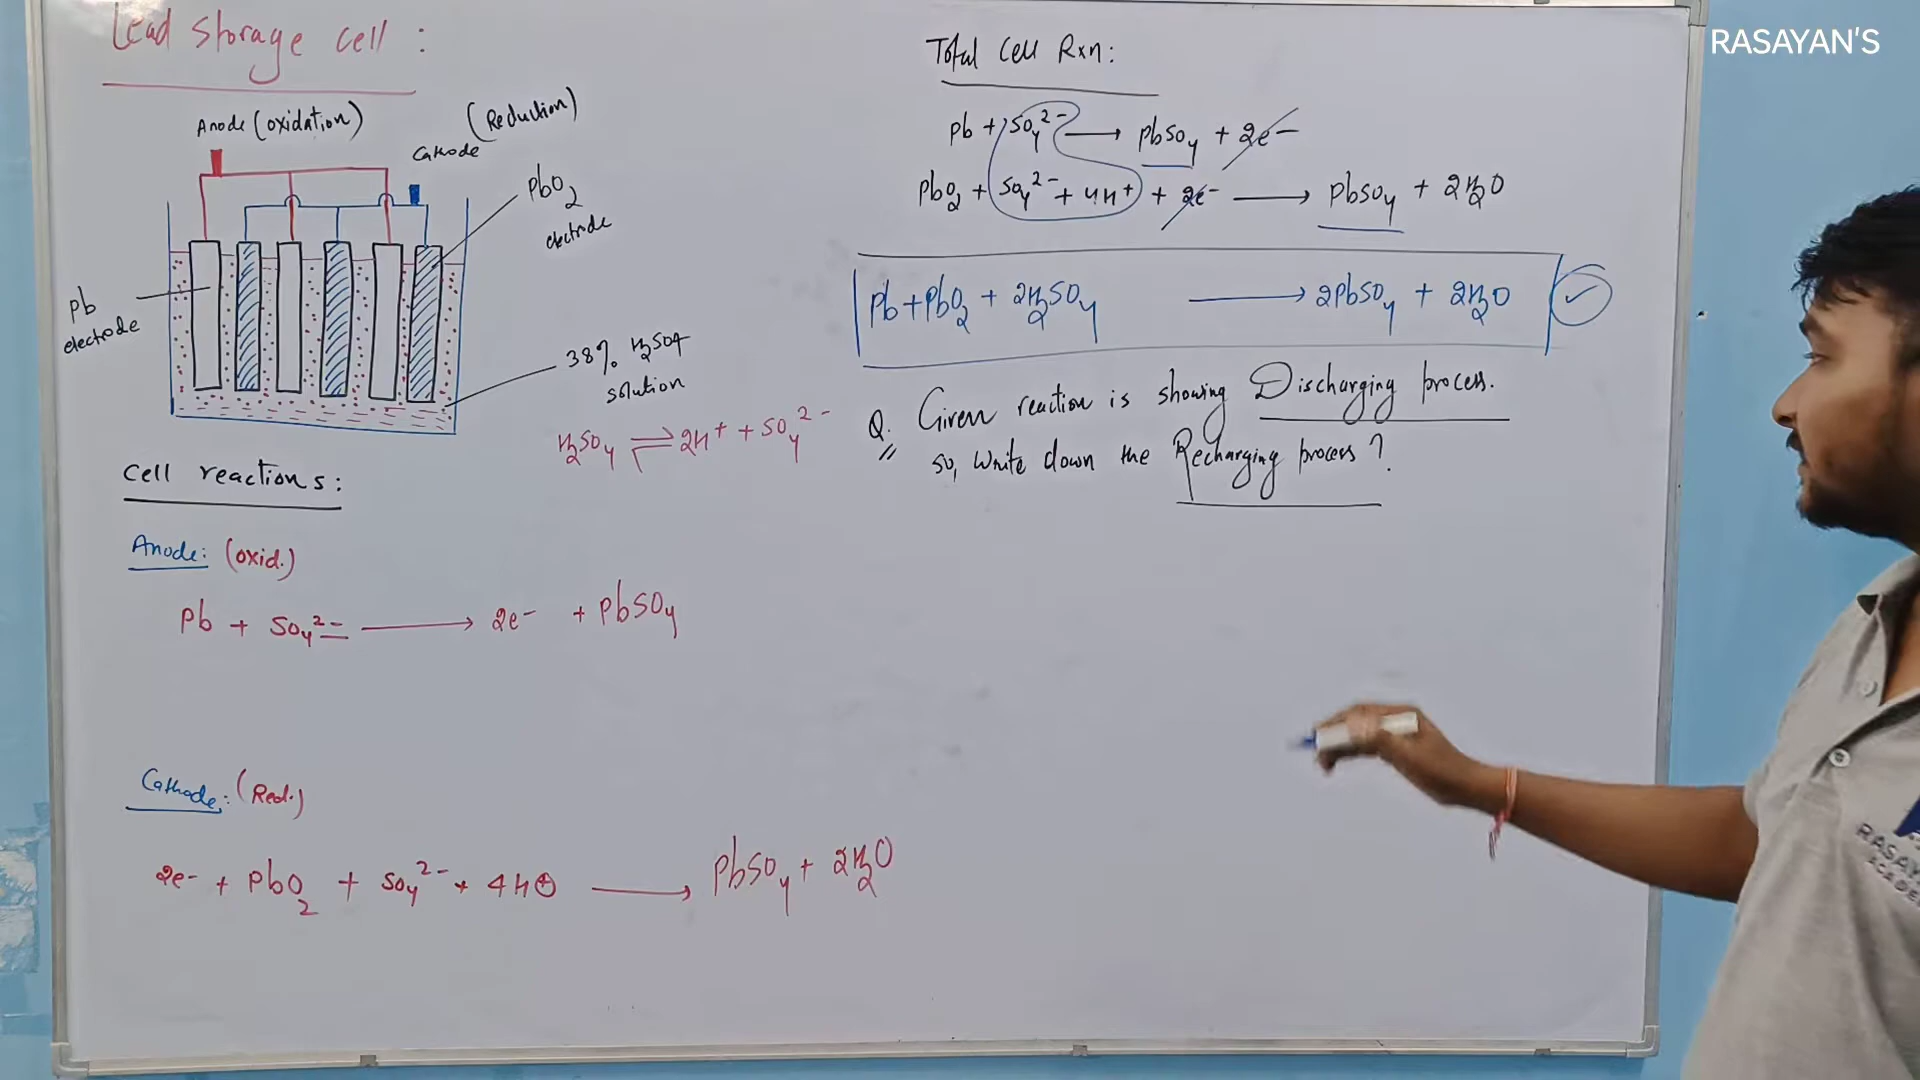 Lead Storage cell :
Anode (oxidation)
(Reduction)
Cathode
PbO2
electrode
Pb
electrode
38% H2SO4
solution
H2SO4 ⇌ 2H+ + SO4 2-
Cell reactions:
Anode: (oxid.)
Pb + SO4 2- → 2e- + PbSO4
Cathode: (Red.)
2e- + PbO2 + SO4 2- + 4H⊕ → PbSO4 + 2H2O
Total Cell Rxn:
Pb + SO4 2- → PbSO4 + 2e-
PbO2 + SO4 2- + 4H+ + 2e- → PbSO4 + 2H2O
Pb + PbO2 + 2H2SO4 → 2PbSO4 + 2H2O ✓
Q. Given reaction is showing Discharging process.
so, Write down the Recharging process?
RASAYAN'S
RASAY